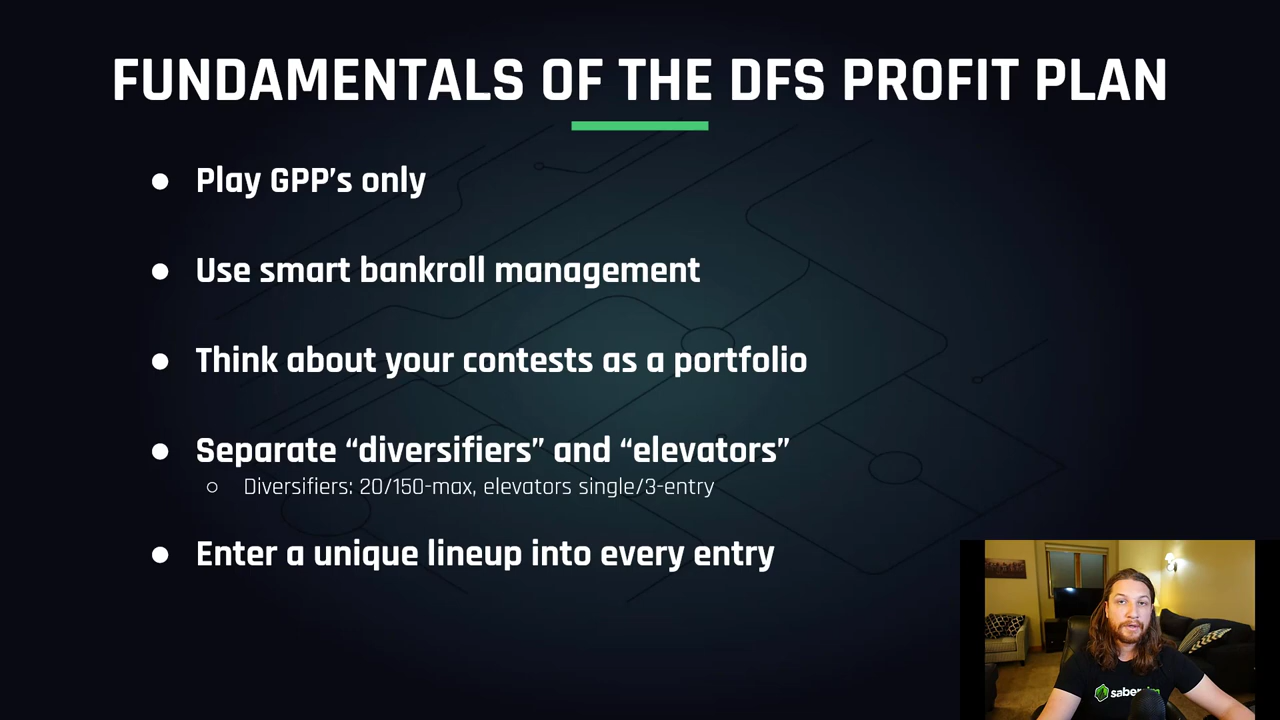 FUNDAMENTALS OF THE DFS PROFIT PLAN
● Play GPP’s only
● Use smart bankroll management
● Think about your contests as a portfolio
● Separate “diversifiers” and “elevators”
○ Diversifiers: 20/150-max, elevators single/3-entry
● Enter a unique lineup into every entry